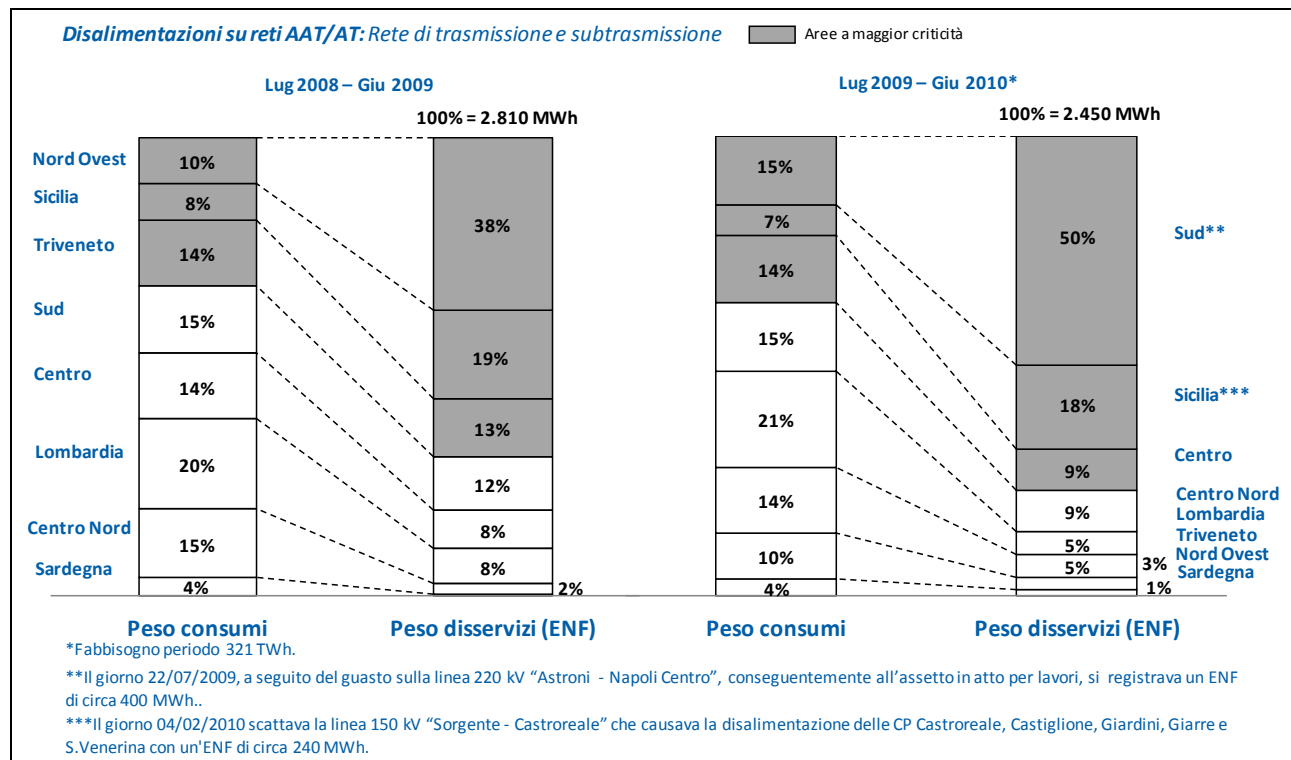 Disalimentazioni su reti AAT/AT: Rete di trasmissione e subtrasmissione
Aree a maggior criticità
Lug 2008 – Giu 2009
Lug 2009 – Giu 2010*
100% = 2.810 MWh
100% = 2.450 MWh
Nord Ovest
Sicilia
Triveneto
Sud
Centro
Lombardia
Centro Nord
Sardegna
10%
8%
14%
15%
14%
20%
15%
4%
38%
19%
13%
12%
8%
8%
2%
15%
7%
14%
15%
21%
14%
10%
4%
50%
18%
9%
9%
5%
5%
3%
1%
Sud**
Sicilia***
Centro
Centro Nord
Lombardia
Triveneto
Nord Ovest
Sardegna
Peso consumi
Peso disservizi (ENF)
Peso consumi
Peso disservizi (ENF)
*Fabbisogno periodo 321 TWh.
**Il giorno 22/07/2009, a seguito del guasto sulla linea 220 kV “Astroni - Napoli Centro”, conseguentemente all’assetto in atto per lavori, si registrava un ENF
di circa 400 MWh..
***Il giorno 04/02/2010 scattava la linea 150 kV “Sorgente - Castroreale” che causava la disalimentazione delle CP Castroreale, Castiglione, Giardini, Giarre e
S.Venerina con un'ENF di circa 240 MWh.